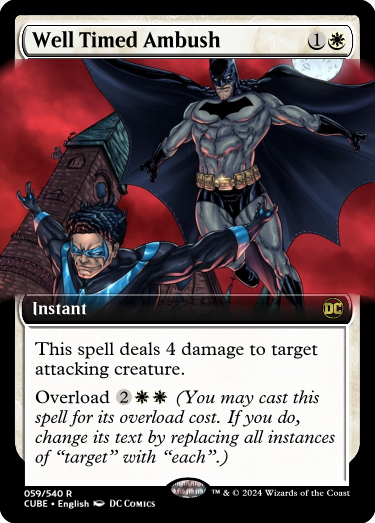 Well Timed Ambush 1
Instant DC
This spell deals 4 damage to target
attacking creature.
Overload 2 (You may cast this
spell for its overload cost. If you do,
change its text by replacing all instances
of “target” with “each”.)
059/540 R
CUBE • English DC COMICS ™ & © 2024 Wizards of the Coast